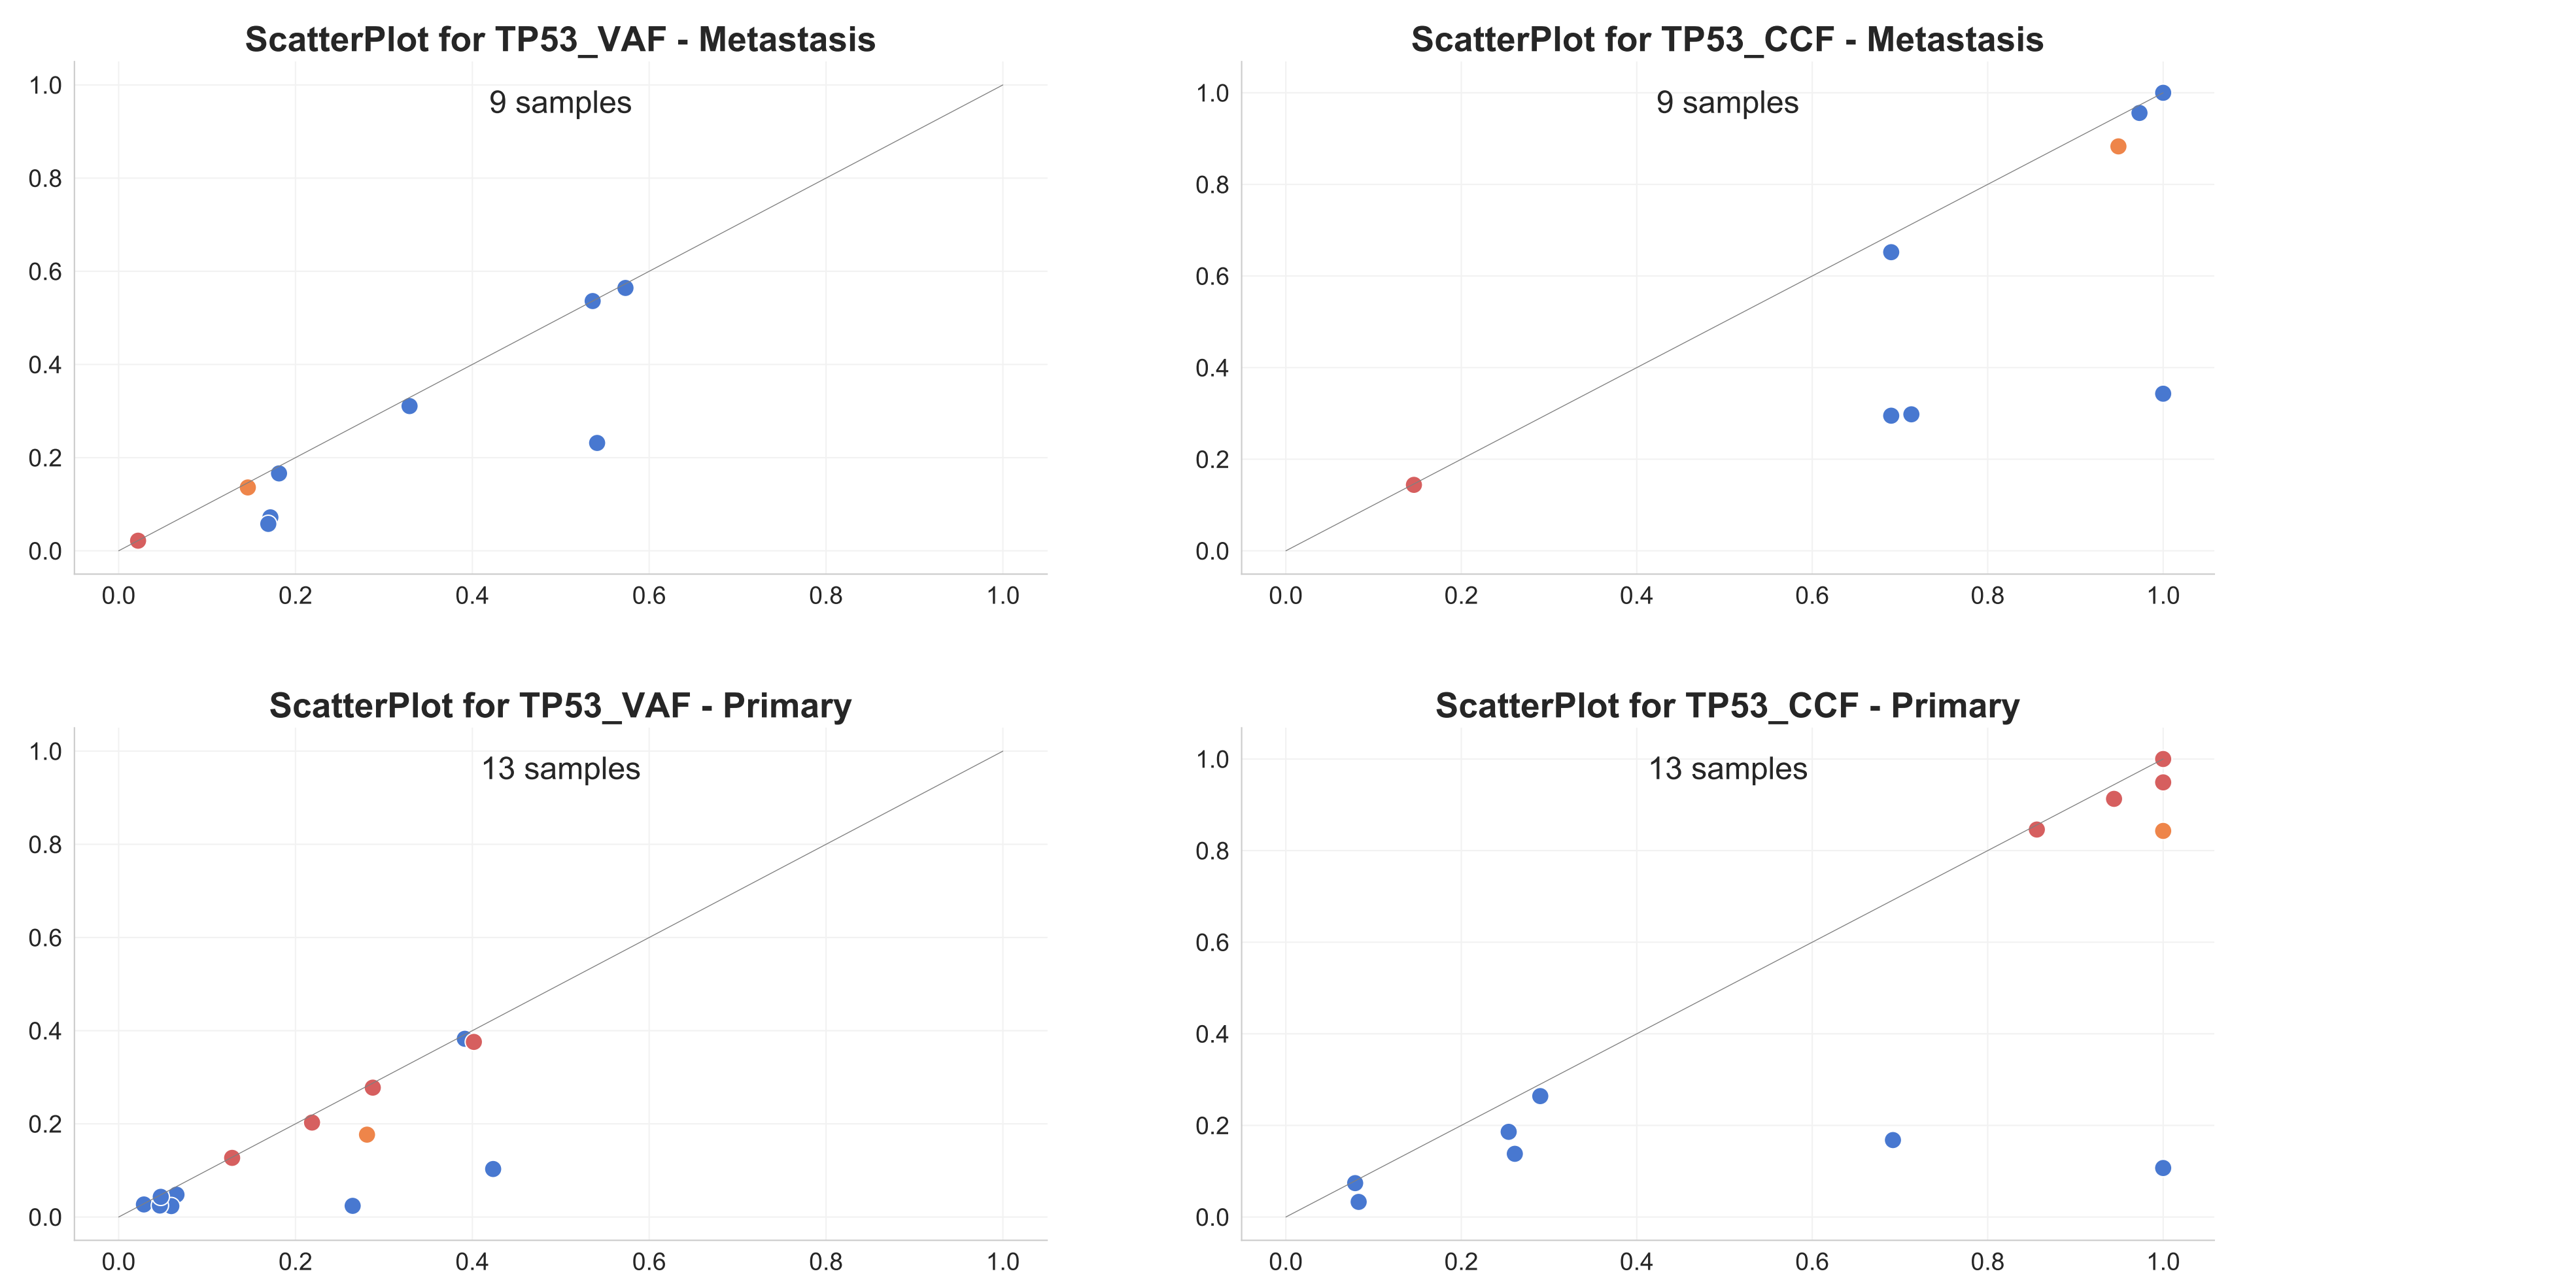 ScatterPlot for TP53_VAF - Metastasis
9 samples
1.0
0.8
0.6
0.4
0.2
0.0
0.0 0.2 0.4 0.6 0.8 1.0
ScatterPlot for TP53_CCF - Metastasis
9 samples
1.0
0.8
0.6
0.4
0.2
0.0
0.0 0.2 0.4 0.6 0.8 1.0
ScatterPlot for TP53_VAF - Primary
13 samples
1.0
0.8
0.6
0.4
0.2
0.0
0.0 0.2 0.4 0.6 0.8 1.0
ScatterPlot for TP53_CCF - Primary
13 samples
1.0
0.8
0.6
0.4
0.2
0.0
0.0 0.2 0.4 0.6 0.8 1.0